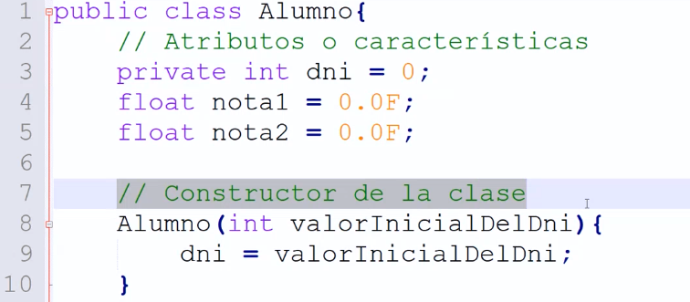 1 public class Alumno{
2 // Atributos o características
3 private int dni = 0;
4 float nota1 = 0.0F;
5 float nota2 = 0.0F;
6
7 // Constructor de la clase
8 Alumno(int valorInicialDelDni){
9 dni = valorInicialDelDni;
10 }